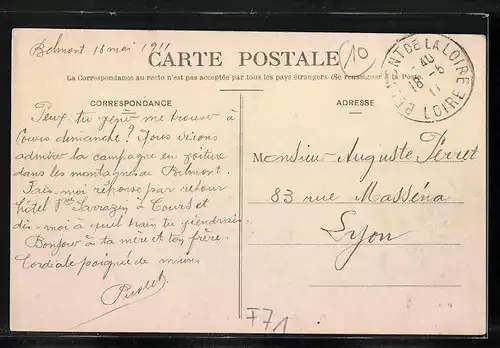 Belmont 16 mai 1911
CARTE POSTALE
(10)
La Correspondance au recto n'est pas acceptée par tous les pays étrangers. (Se renseigner à la Poste)
BELMONT DE LA LOIRE
18 - 5
11
LOIRE
CORRESPONDANCE
ADRESSE
Peux tu venir me trouver à
Cours dimanche? Nous irions
admirer la campagne en voiture
dans les montagnes de Belmont.
Fais-moi réponse par retour
hôtel Vve Sarrazin à Cours et
dis-moi à quel train tu viendrais.
Bonjour à ta mère et ton frère.
Cordiale poignée de mains
Monsieur Auguste Perret
83 rue Masséna
Lyon
F71